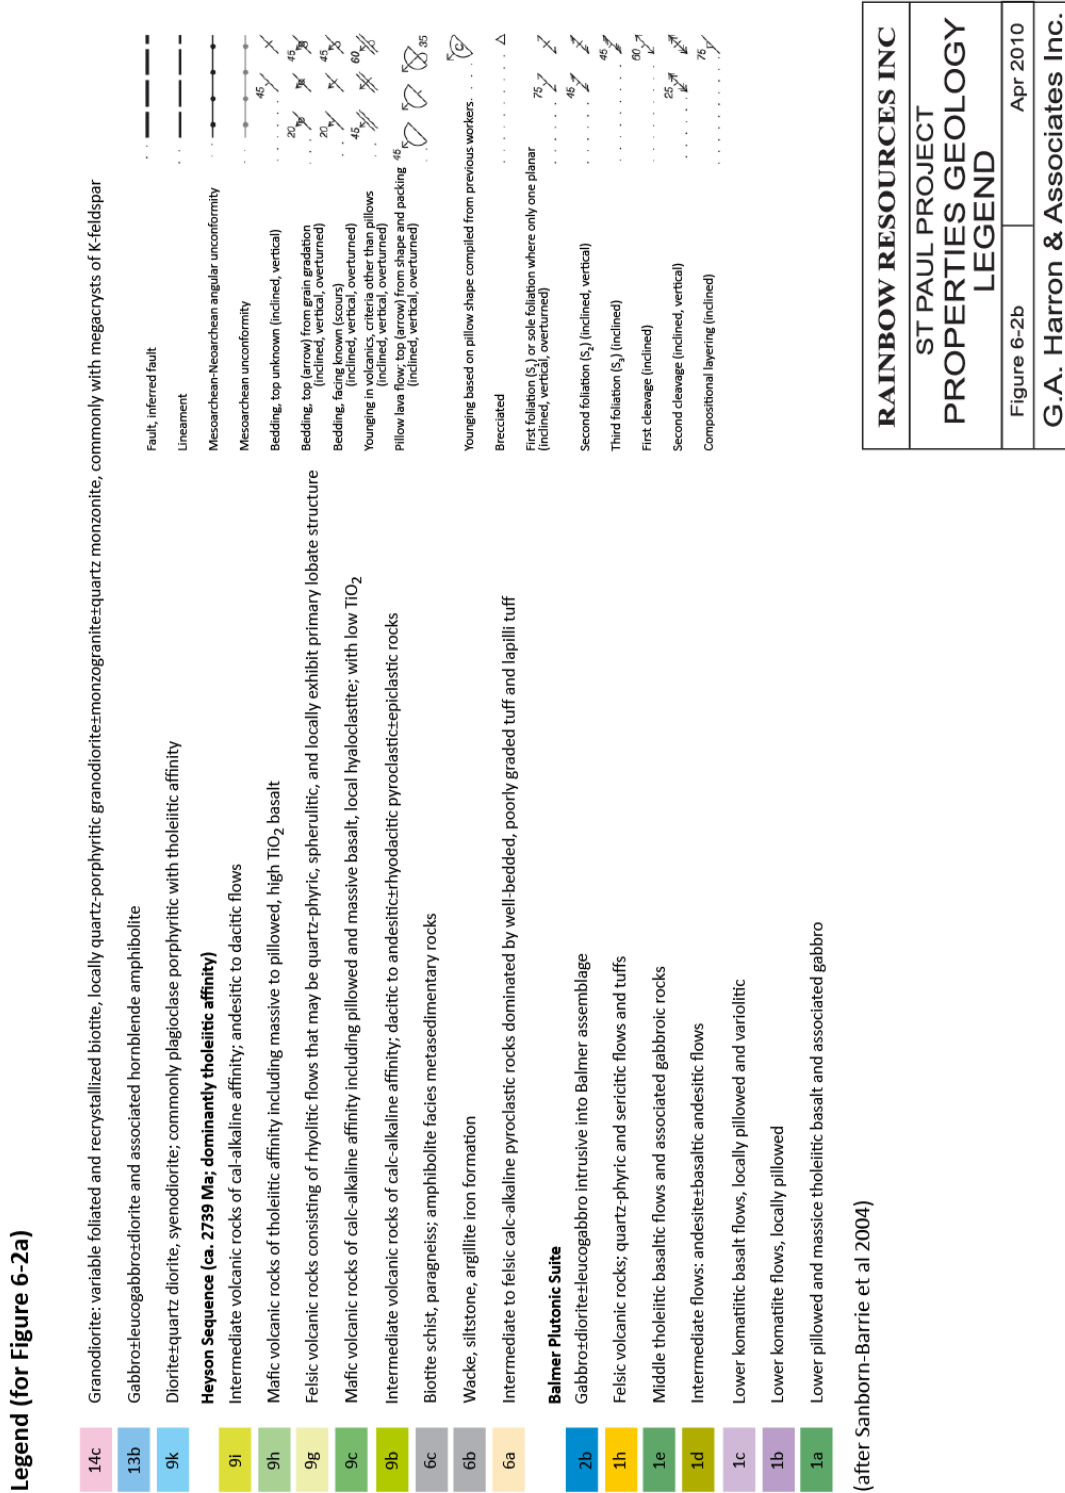 Legend (for Figure 6-2a)
14c Granodiorite: variable foliated and recrystallized biotite, locally quartz-porphyritic granodiorite±monzogranite±quartz monzonite, commonly with megacrysts of K-feldspar
13b Gabbro±leucogabbro±diorite and associated hornblende amphibolite
9k Diorite±quartz diorite, syenodiorite; commonly plagioclase porphyritic with tholeiitic affinity
Heyson Sequence (ca. 2739 Ma; dominantly tholeiitic affinity)
9i Intermediate volcanic rocks of cal-alkaline affinity; andesitic to dacitic flows
9h Mafic volcanic rocks of tholeiitic affinity including massive to pillowed, high TiO2 basalt
9g Felsic volcanic rocks consisting of rhyolitic flows that may be quartz-phyric, spherulitic, and locally exhibit primary lobate structure
9c Mafic volcanic rocks of calc-alkaline affinity including pillowed and massive basalt, local hyaloclastite; with low TiO2
9b Intermediate volcanic rocks of calc-alkaline affinity; dacitic to andesitic±rhyodacitic pyroclastic±epiclastic rocks
6c Biotite schist, paragneiss; amphibolite facies metasedimentary rocks
6b Wacke, siltstone, argillite iron formation
6a Intermediate to felsic calc-alkaline pyroclastic rocks dominated by well-bedded, poorly graded tuff and lapilli tuff
Balmer Plutonic Suite
2b Gabbro±diorite±leucogabbro intrusive into Balmer assemblage
1h Felsic volcanic rocks; quartz-phyric and sericitic flows and tuffs
1e Middle tholeiitic basaltic flows and associated gabbroic rocks
1d Intermediate flows: andesite±basaltic andesitic flows
1c Lower komatiitic basalt flows, locally pillowed and variolitic
1b Lower komatiite flows, locally pillowed
1a Lower pillowed and massice tholeiitic basalt and associated gabbro
(after Sanborn-Barrie et al 2004)
Fault, inferred fault
Lineament
Mesoarchean-Neoarchean angular unconformity
Mesoarchean unconformity
Bedding, top unknown (inclined, vertical) 45
Bedding, top (arrow) from grain gradation
(inclined, vertical, overturned) 20 45
Bedding, facing known (scours)
(inclined, vertical, overturned) 20 45
Younging in volcanics, criteria other than pillows
(inclined, vertical, overturned) 45 60
Pillow lava flow; top (arrow) from shape and packing
(inclined, vertical, overturned) 45 35
Younging based on pillow shape compiled from previous workers.
Brecciated
First foliation (S1) or sole foliation where only one planar
(inclined, vertical, overturned) 75
Second foliation (S2) (inclined, vertical) 45
Third foliation (S3) (inclined) 45
First cleavage (inclined) 60
Second cleavage (inclined, vertical) 25
Compositional layering (inclined) 75
RAINBOW RESOURCES INC
ST PAUL PROJECT
PROPERTIES GEOLOGY
LEGEND
Figure 6-2b Apr 2010
G.A. Harron & Associates Inc.